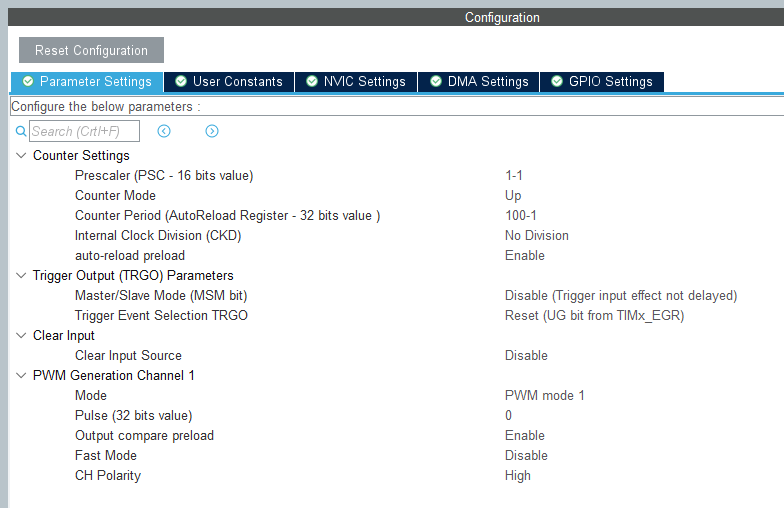 Configuration
Reset Configuration
Parameter Settings User Constants NVIC Settings DMA Settings GPIO Settings
Configure the below parameters :
Search (Crtl+F)
Counter Settings
Prescaler (PSC - 16 bits value) 1-1
Counter Mode Up
Counter Period (AutoReload Register - 32 bits value ) 100-1
Internal Clock Division (CKD) No Division
auto-reload preload Enable
Trigger Output (TRGO) Parameters
Master/Slave Mode (MSM bit) Disable (Trigger input effect not delayed)
Trigger Event Selection TRGO Reset (UG bit from TIMx_EGR)
Clear Input
Clear Input Source Disable
PWM Generation Channel 1
Mode PWM mode 1
Pulse (32 bits value) 0
Output compare preload Enable
Fast Mode Disable
CH Polarity High